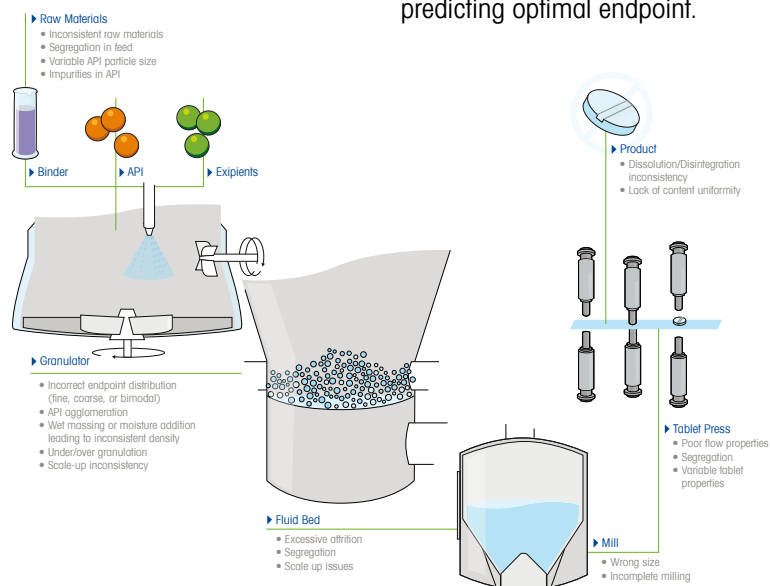 predicting optimal endpoint.
Raw Materials
• Inconsistent raw materials
• Segregation in feed
• Variable API particle size
• Impurities in API
Binder
API
Exipients
Product
• Dissolution/Disintegration
inconsistency
• Lack of content uniformity
Granulator
• Incorrect endpoint distribution
(fine, coarse, or bimodal)
• API agglomeration
• Wet massing or moisture addition
leading to inconsistent density
• Under/over granulation
• Scale-up inconsistency
Tablet Press
• Poor flow properties
• Segregation
• Variable tablet
properties
Fluid Bed
• Excessive attrition
• Segregation
• Scale up issues
Mill
• Wrong size
• Incomplete milling